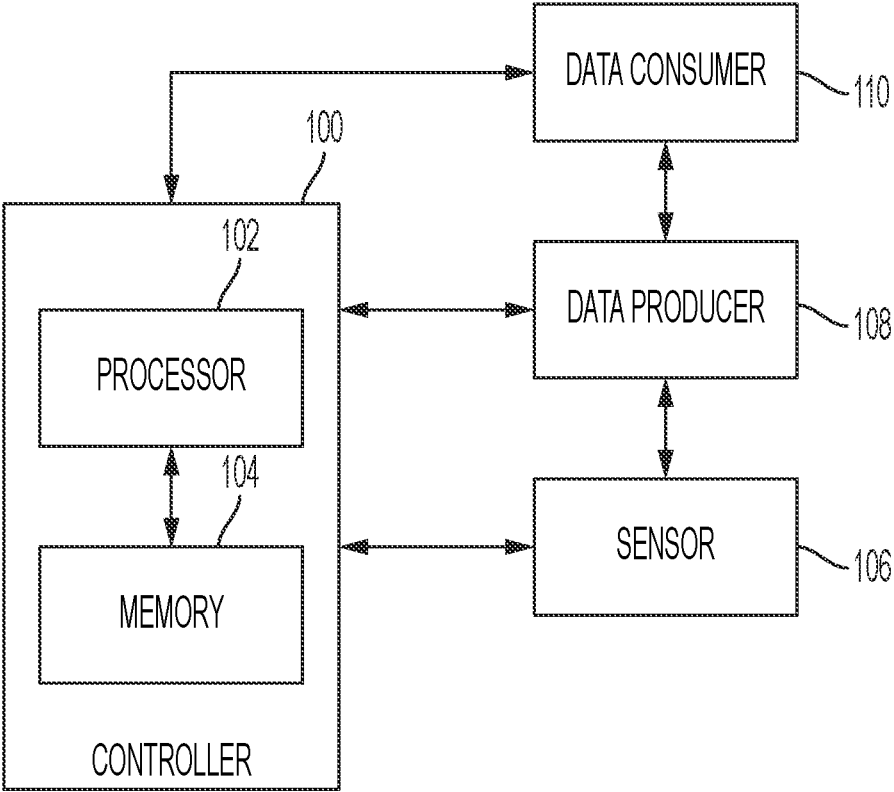 DATA CONSUMER
110
100
102
DATA PRODUCER
108
PROCESSOR
104
SENSOR
106
MEMORY
CONTROLLER